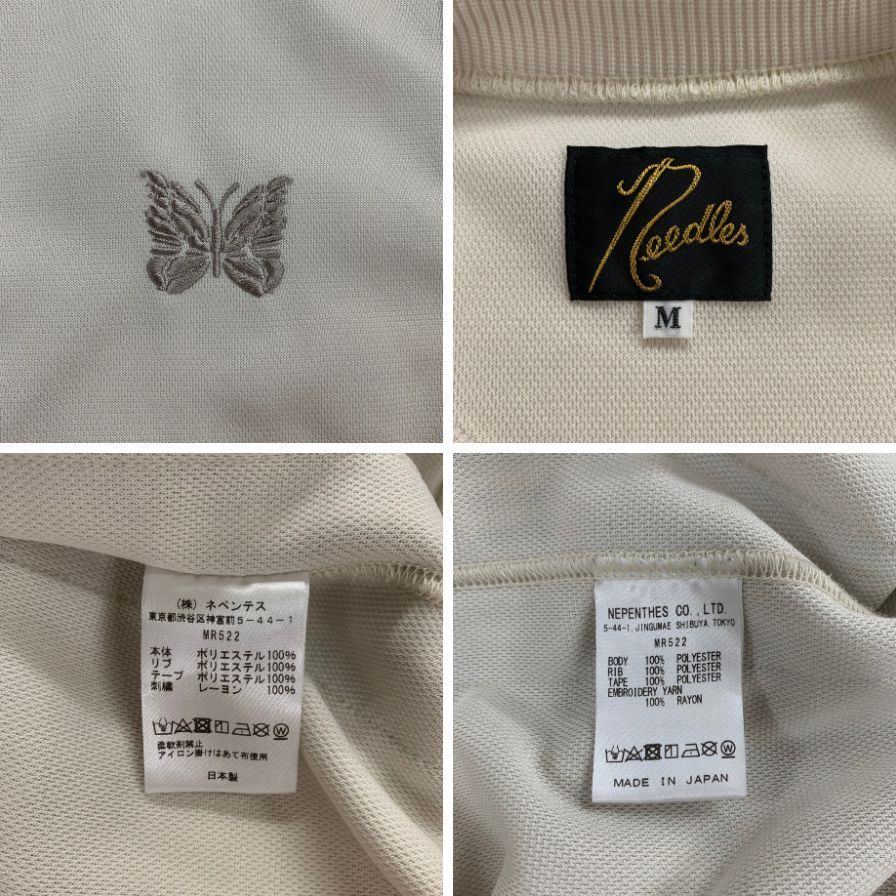 Needles
M
(株) ネペンテス
東京都渋谷区神宮前5-44-1
MR522
本体 ポリエステル100%
リブ ポリエステル100%
テープ ポリエステル100%
刺繍 レーヨン 100%
柔軟剤禁止
アイロン掛けはあて布使用
日本製
NEPENTHES CO.,LTD.
5-44-1, JINGUMAE SHIBUYA, TOKYO
MR522
BODY 100% POLYESTER
RIB 100% POLYESTER
TAPE 100% POLYESTER
EMBROIDERY YARN
100% RAYON
MADE IN JAPAN